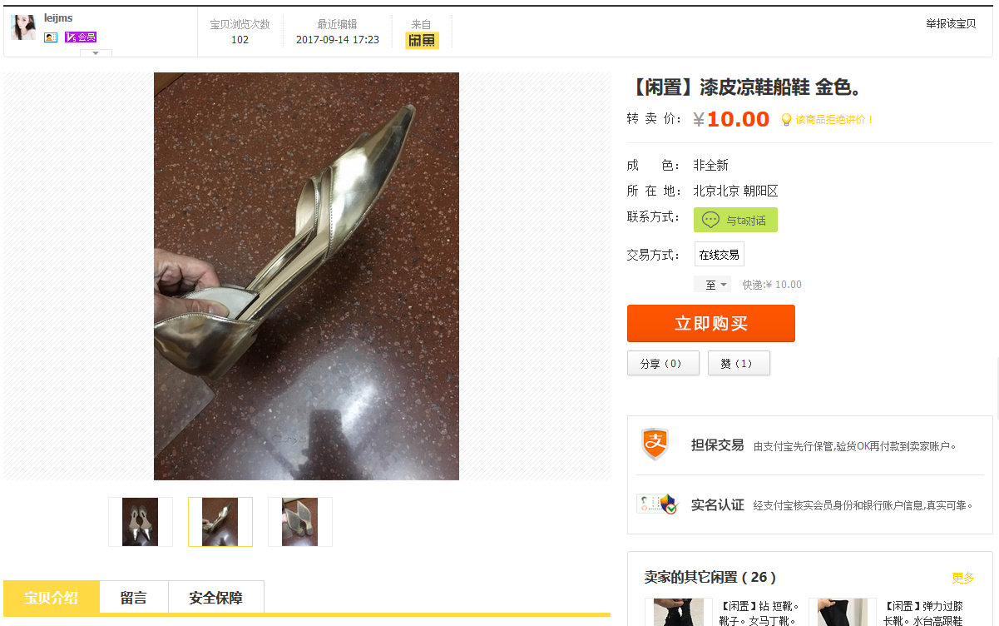 leijms
会员
宝贝浏览次数
102
最近编辑
2017-09-14 17:23
来自
闲鱼
举报该宝贝
【闲置】漆皮凉鞋船鞋 金色。
转 卖 价： ¥10.00 该商品拒绝讲价！
成 色： 非全新
所 在 地： 北京北京 朝阳区
联系方式： 与ta对话
交易方式： 在线交易
至 快递:¥ 10.00
立即购买
分享（0） 赞（1）
支 担保交易 由支付宝先行保管,验货OK再付款到卖家账户。
实名认证 经支付宝核实会员身份和银行账户信息,真实可靠。
宝贝介绍 留言 安全保障
卖家的其它闲置 ( 26 ) 更多
【闲置】钻 短靴。
靴子。女马丁靴。
【闲置】弹力过膝
长靴。水台高跟鞋